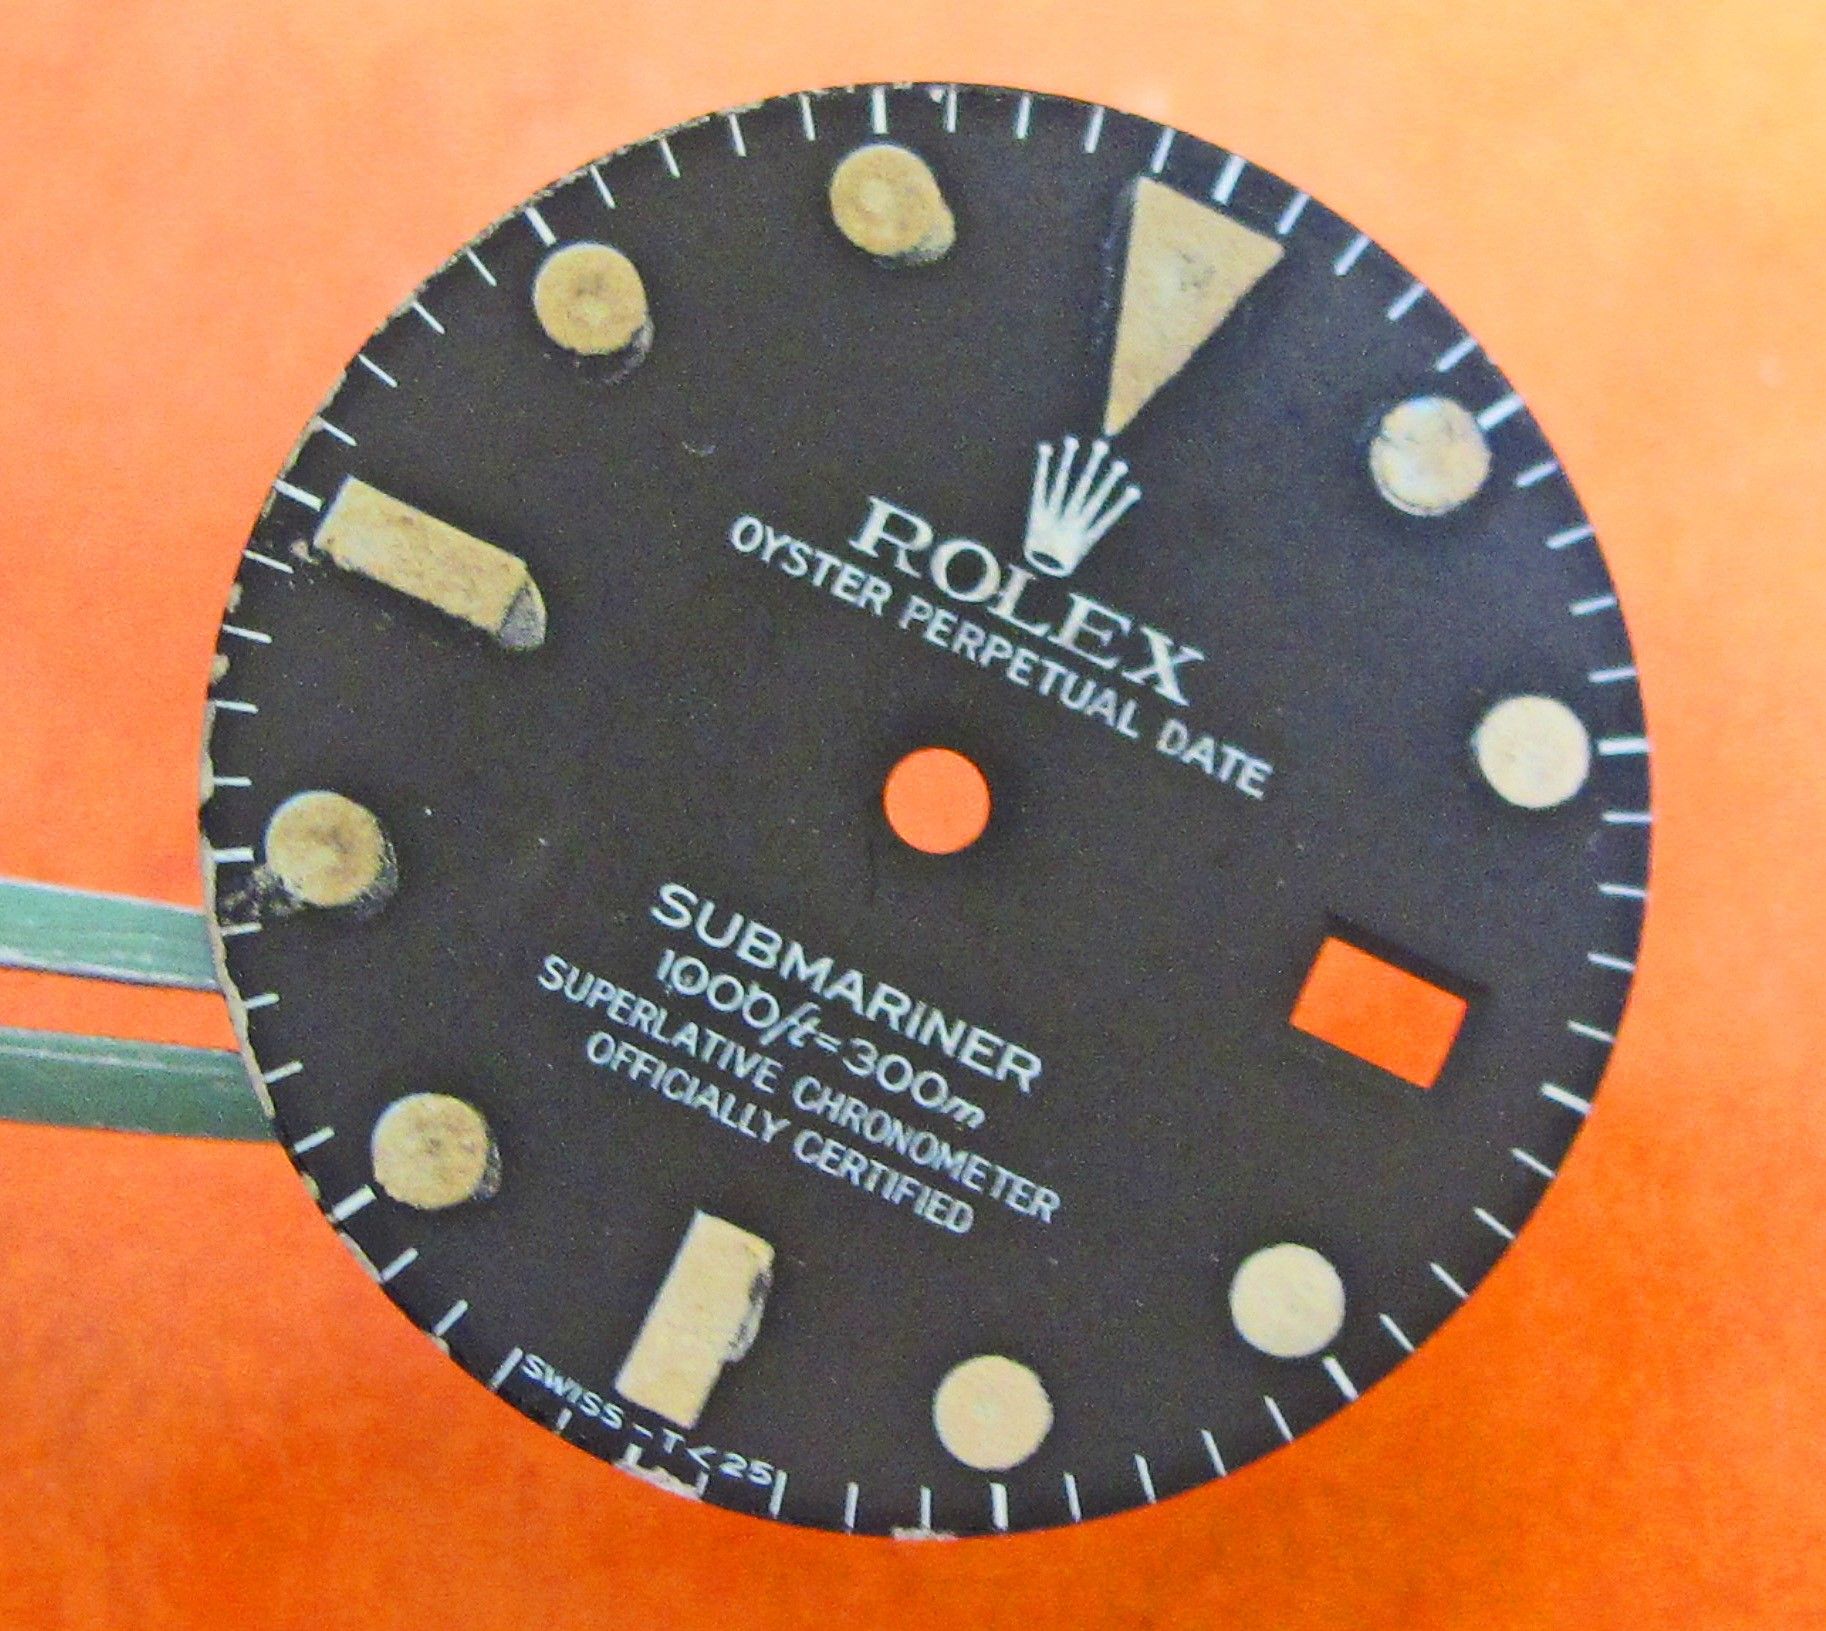 ROLEX
OYSTER PERPETUAL DATE
SUBMARINER
1000ft=300m
SUPERLATIVE CHRONOMETER
OFFICIALLY CERTIFIED
SWISS-T<25